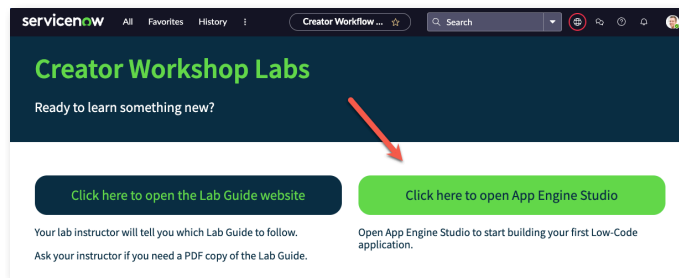 servicenow All Favorites History Creator Workflow ... Search
Creator Workshop Labs
Ready to learn something new?
Click here to open the Lab Guide website
Click here to open App Engine Studio
Your lab instructor will tell you which Lab Guide to follow.
Ask your instructor if you need a PDF copy of the Lab Guide.
Open App Engine Studio to start building your first Low-Code
application.